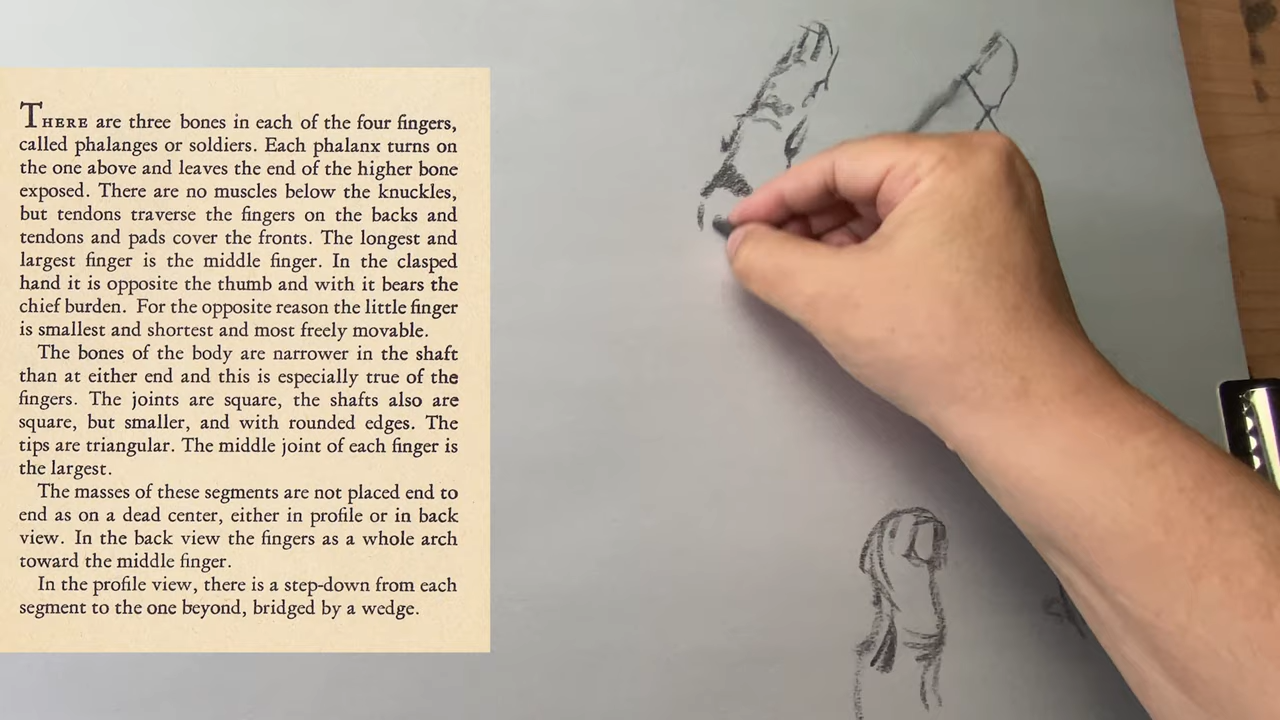 THERE are three bones in each of the four fingers,
called phalanges or soldiers. Each phalanx turns on
the one above and leaves the end of the higher bone
exposed. There are no muscles below the knuckles,
but tendons traverse the fingers on the backs and
tendons and pads cover the fronts. The longest and
largest finger is the middle finger. In the clasped
hand it is opposite the thumb and with it bears the
chief burden. For the opposite reason the little finger
is smallest and shortest and most freely movable.
The bones of the body are narrower in the shaft
than at either end and this is especially true of the
fingers. The joints are square, the shafts also are
square, but smaller, and with rounded edges. The
tips are triangular. The middle joint of each finger is
the largest.
The masses of these segments are not placed end to
end as on a dead center, either in profile or in back
view. In the back view the fingers as a whole arch
toward the middle finger.
In the profile view, there is a step-down from each
segment to the one beyond, bridged by a wedge.